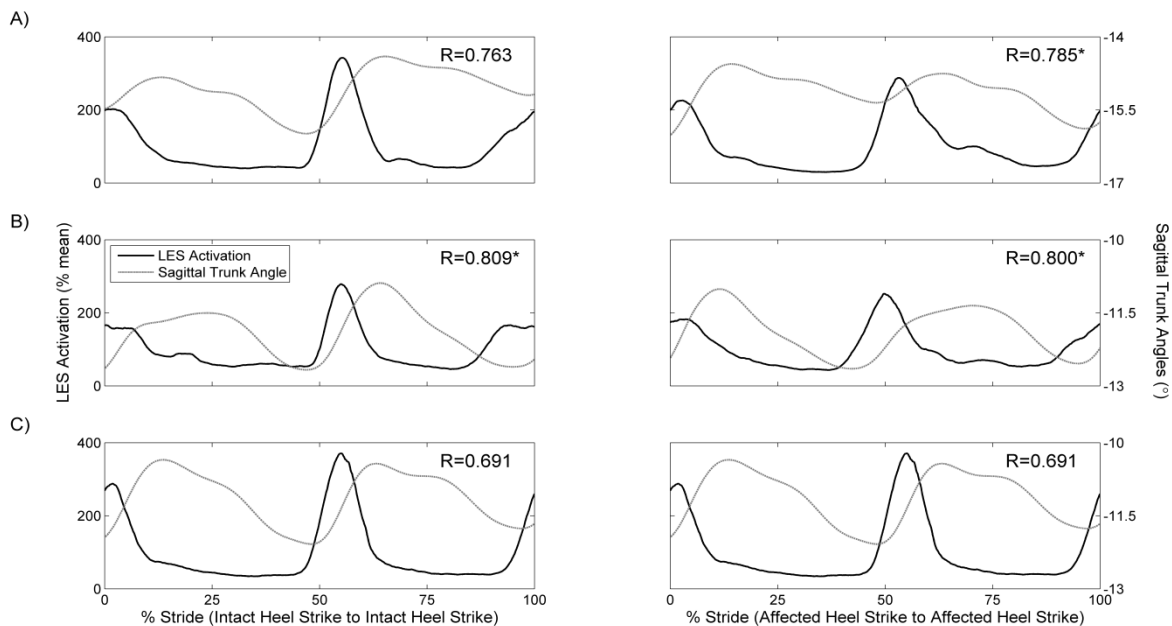 A)
400
200
0
R=0.763
R=0.785*
-14
-15.5
-17
B)
LES Activation (% mean)
400
200
0
LES Activation
Sagittal Trunk Angle
R=0.809*
R=0.800*
-10
-11.5
-13
Sagittal Trunk Angles (°)
C)
400
200
0
R=0.691
R=0.691
-10
-11.5
-13
0 25 50 75 100
0 25 50 75 100
% Stride (Intact Heel Strike to Intact Heel Strike)
% Stride (Affected Heel Strike to Affected Heel Strike)